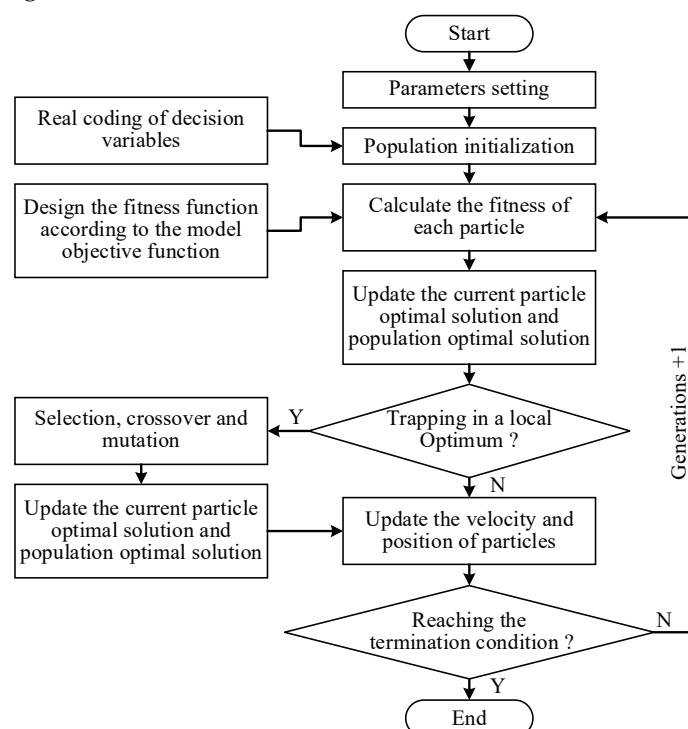 Start
Parameters setting
Real coding of decision
variables
Population initialization
Design the fitness function
according to the model
objective function
Calculate the fitness of
each particle
Update the current particle
optimal solution and
population optimal solution
Generations +1
Trapping in a local
Optimum ?
Y
N
Selection, crossover and
mutation
Update the current particle
optimal solution and
population optimal solution
Update the velocity and
position of particles
Reaching the
termination condition ?
N
Y
End